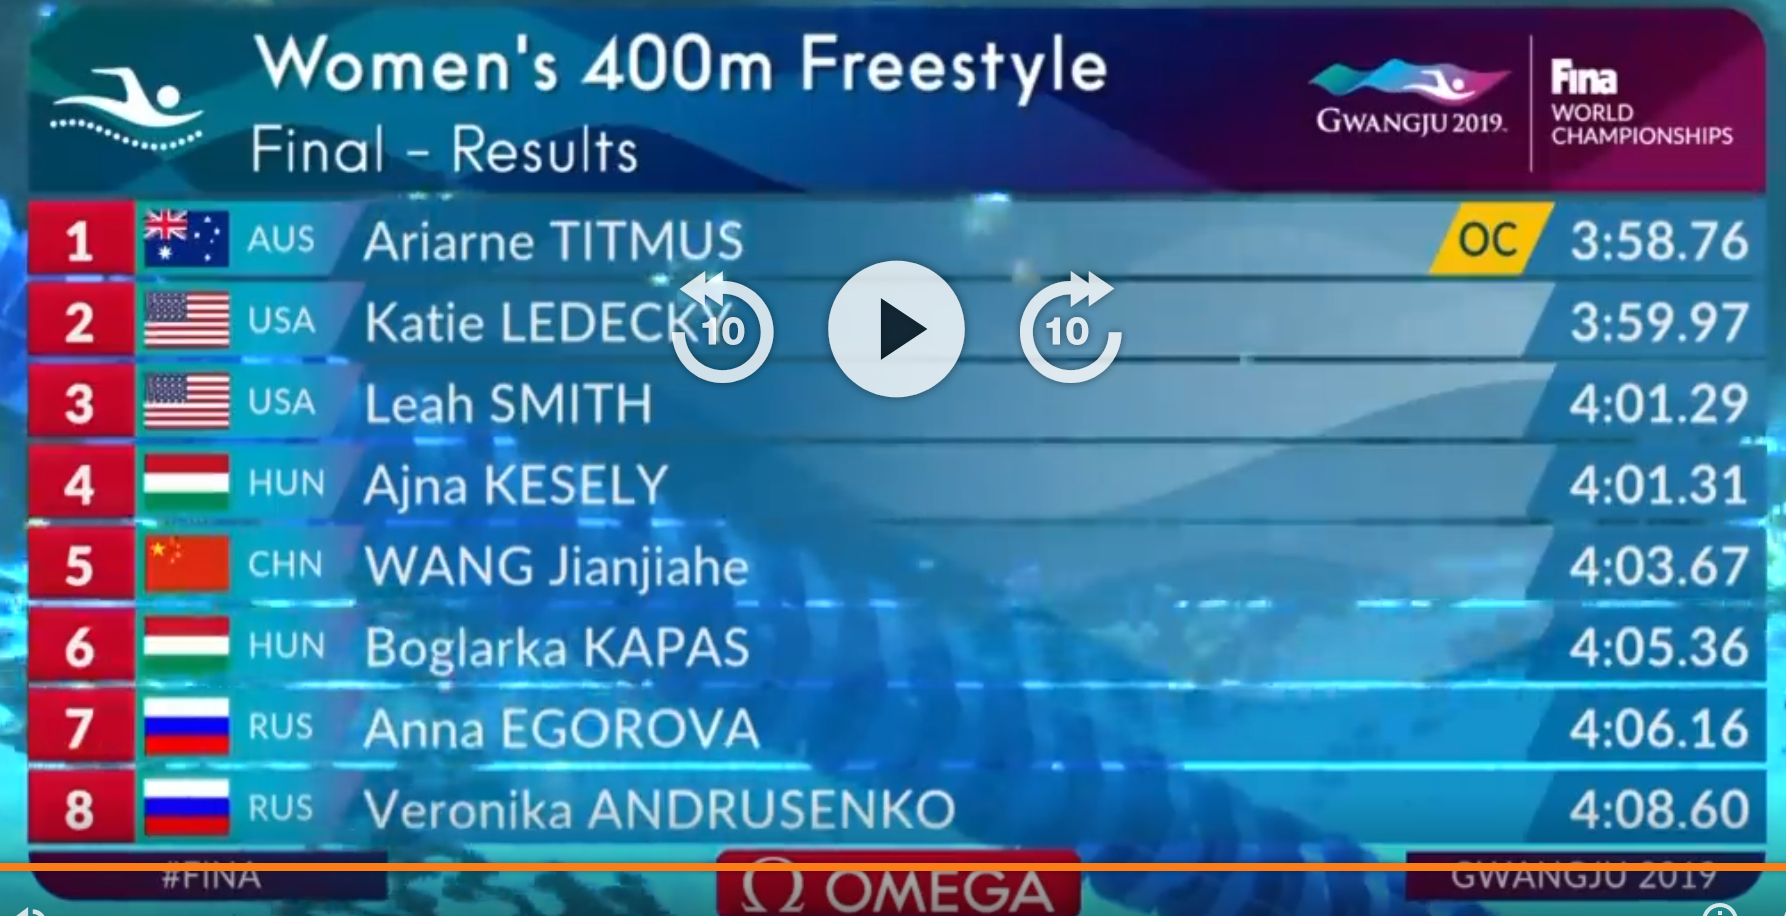 Women's 400m Freestyle
Final - Results
GWANGJU 2019
FINA
WORLD
CHAMPIONSHIPS
1 AUS Ariarne TITMUS OC 3:58.76
2 USA Katie LEDECKY 3:59.97
10 10
3 USA Leah SMITH 4:01.29
4 HUN Ajna KESELY 4:01.31
5 CHN WANG Jianjiahe 4:03.67
6 HUN Boglarka KAPAS 4:05.36
7 RUS Anna EGOROVA 4:06.16
8 RUS Veronika ANDRUSENKO 4:08.60
#FINA Ω OMEGA GWANGJU 2019